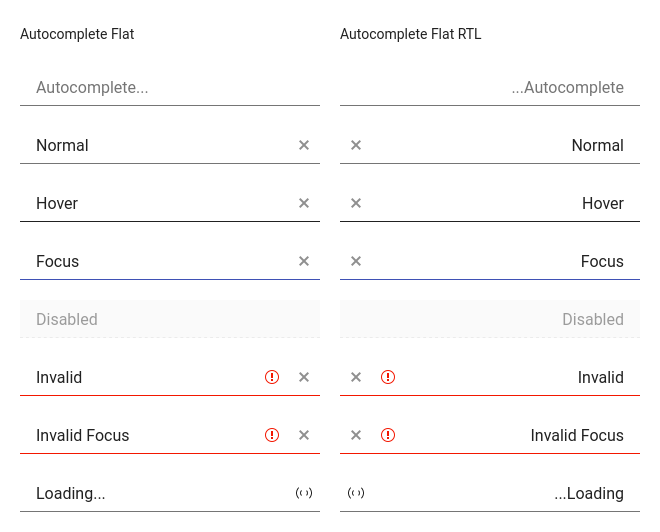 Autocomplete Flat
Autocomplete...
Normal
Hover
Focus
Disabled
Invalid
Invalid Focus
Loading...
Autocomplete Flat RTL
...Autocomplete
Normal
Hover
Focus
Disabled
Invalid
Invalid Focus
...Loading